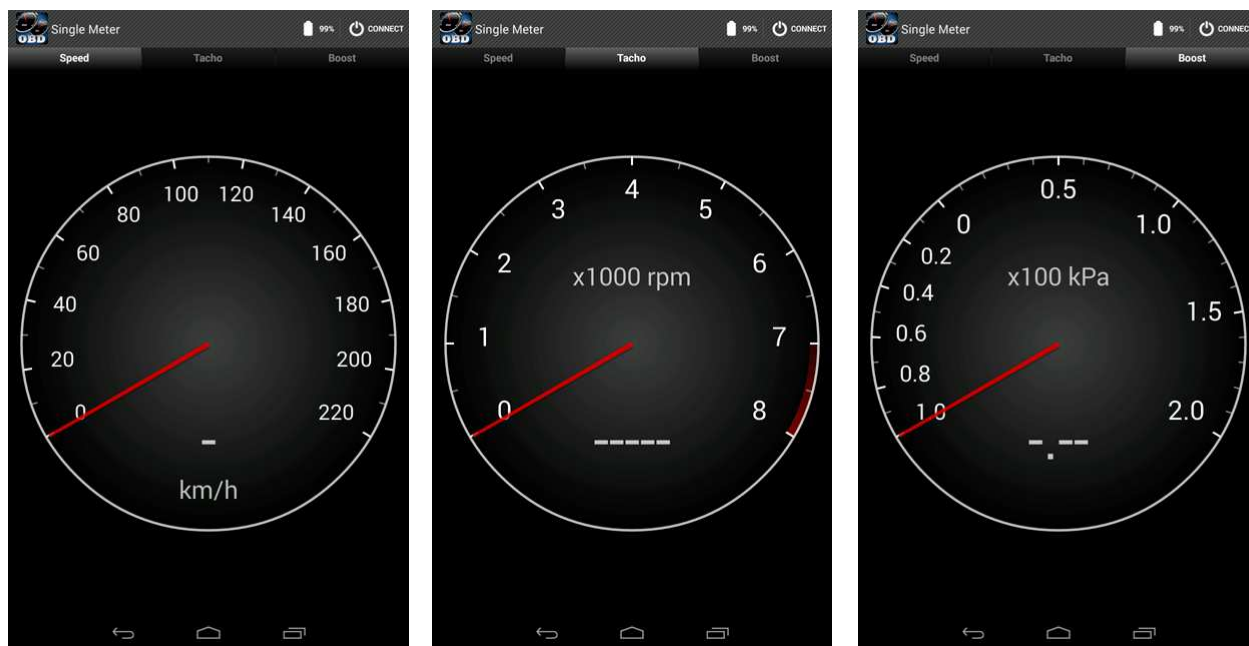 Single Meter
99%
CONNECT
OBD
Speed
Tacho
Boost
100 120
80
140
60
160
40
180
20
200
0
220
-
km/h
Single Meter
99%
CONNECT
OBD
Speed
Tacho
Boost
4
3
5
2
6
x1000 rpm
1
7
0
8
-----
Single Meter
99%
CONNEC
OBD
Speed
Tacho
Boost
0.5
0
1.0
0.2
x100 kPa
0.4
1.5
0.6
0.8
1.0
2.0
-.--